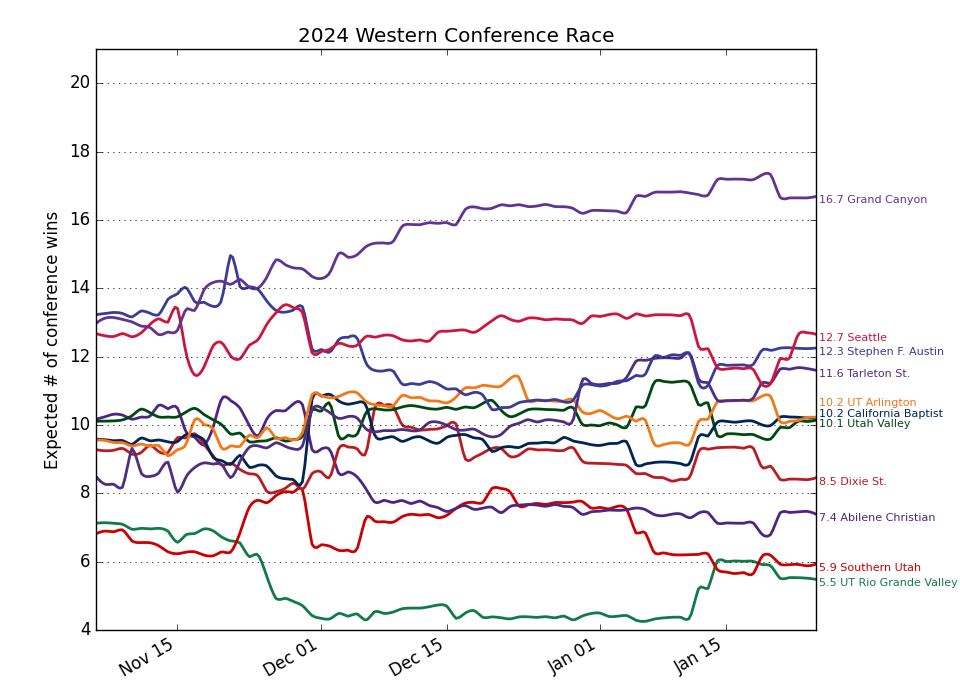 2024 Western Conference Race
Expected # of conference wins
20
18
16
14
12
10
8
6
4
Nov 15
Dec 01
Dec 15
Jan 01
Jan 15
16.7 Grand Canyon
12.7 Seattle
12.3 Stephen F. Austin
11.6 Tarleton St.
10.2 UT Arlington
10.2 California Baptist
10.1 Utah Valley
8.5 Dixie St.
7.4 Abilene Christian
5.9 Southern Utah
5.5 UT Rio Grande Valley